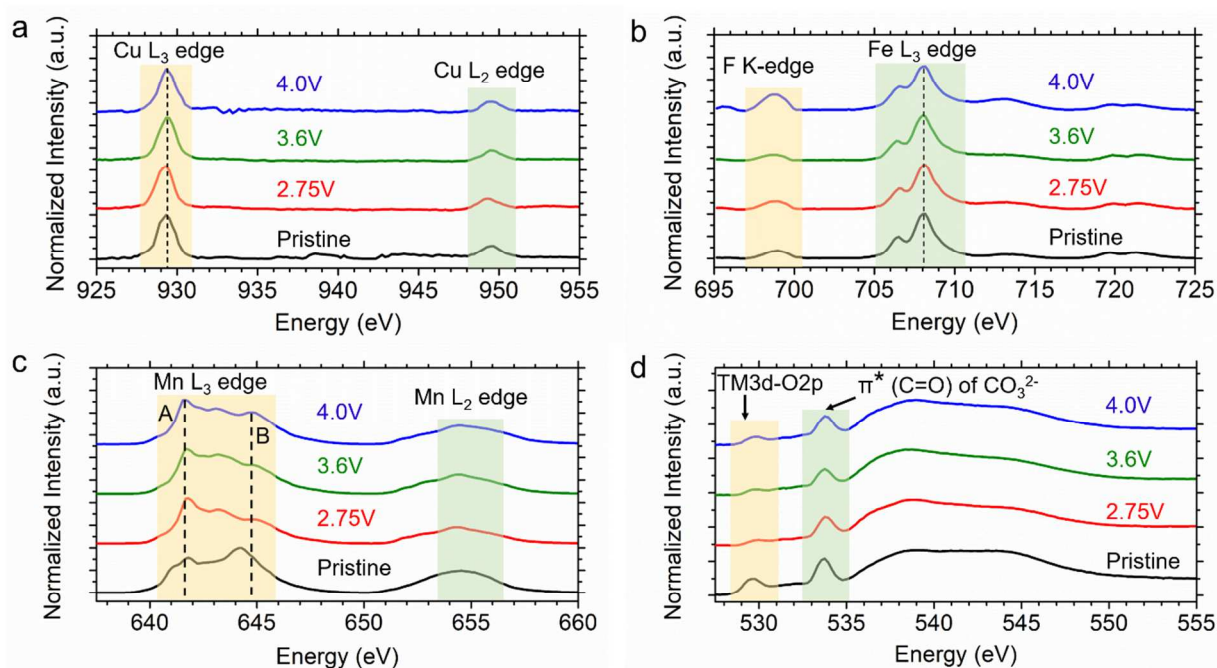 a
Normalized Intensity (a.u.)
Cu L3 edge
Cu L2 edge
4.0V
3.6V
2.75V
Pristine
925 930 935 940 945 950 955
Energy (eV)
b
Normalized Intensity (a.u.)
F K-edge
Fe L3 edge
4.0V
3.6V
2.75V
Pristine
695 700 705 710 715 720 725
Energy (eV)
c
Normalized Intensity (a.u.)
Mn L3 edge
A
B
Mn L2 edge
4.0V
3.6V
2.75V
Pristine
640 645 650 655 660
Energy (eV)
d
Normalized Intensity (a.u.)
TM3d-O2p
π* (C=O) of CO₃²⁻
4.0V
3.6V
2.75V
Pristine
530 535 540 545 550 555
Energy (eV)